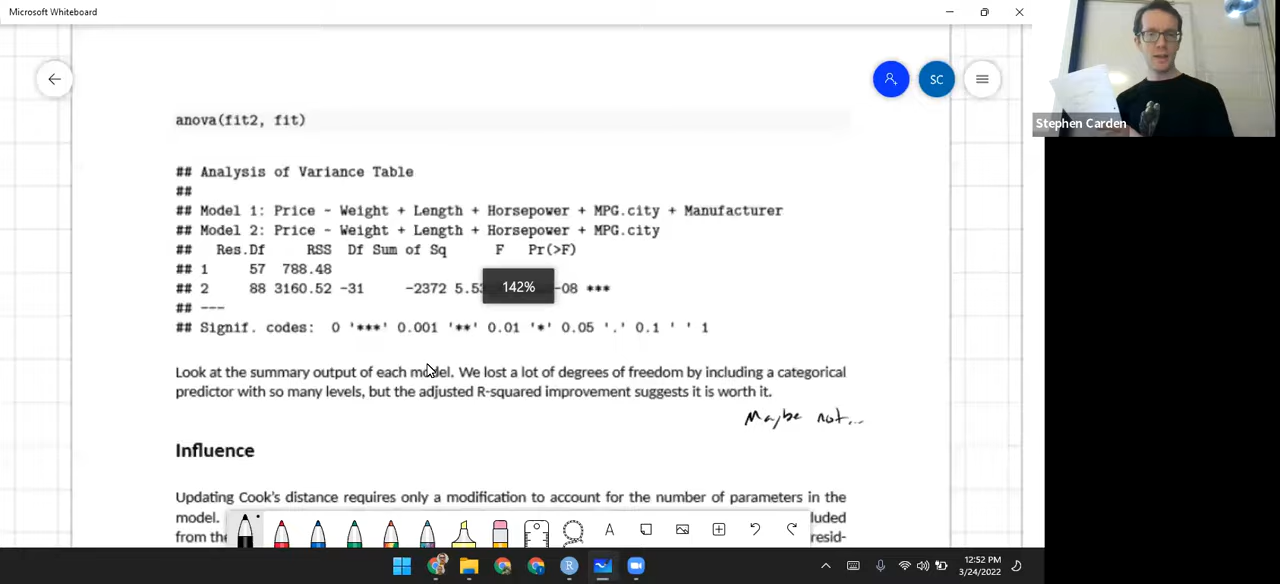 Microsoft Whiteboard
SC
Stephen Carden
anova(fit2, fit)
## Analysis of Variance Table
##
## Model 1: Price ~ Weight + Length + Horsepower + MPG.city + Manufacturer
## Model 2: Price ~ Weight + Length + Horsepower + MPG.city
## Res.Df RSS Df Sum of Sq F Pr(>F)
## 1 57 788.48
## 2 88 3160.52 -31 -2372 -08 ***
142%
## ---
## Signif. codes: 0 '***' 0.001 '**' 0.01 '*' 0.05 '.' 0.1 ' ' 1
Look at the summary output of each model. We lost a lot of degrees of freedom by including a categorical
predictor with so many levels, but the adjusted R-squared improvement suggests it is worth it.
Maybe not...
Influence
Updating Cook's distance requires only a modification to account for the number of parameters in the
model.
from the
A
12:52 PM
3/24/2022